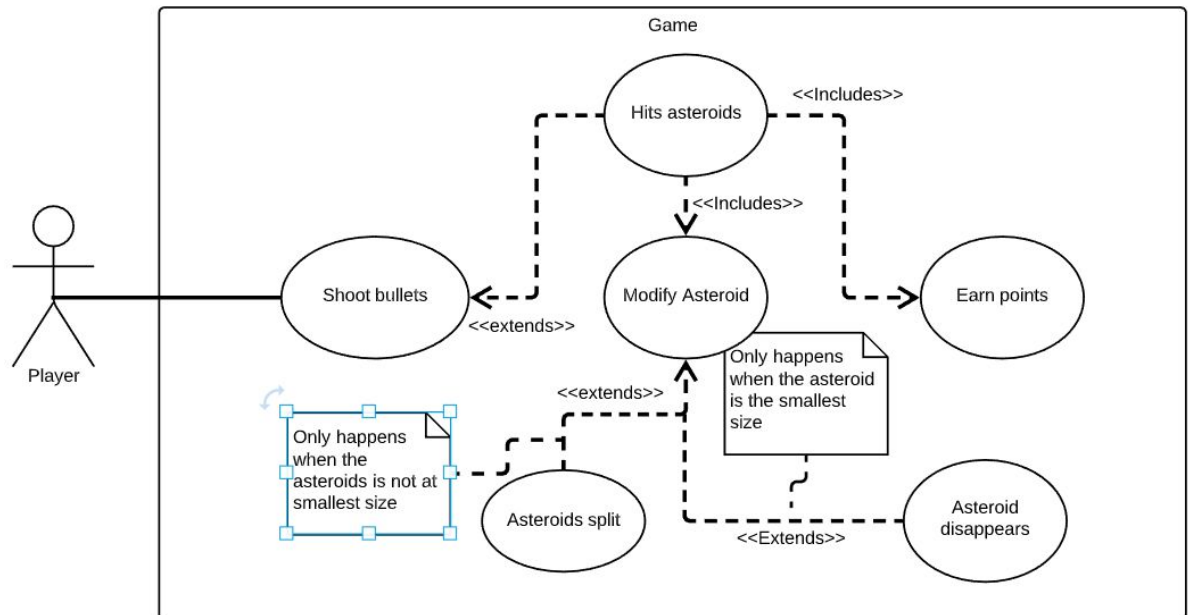 Game
Hits asteroids
<<Includes>>
<<Includes>>
Shoot bullets
Modify Asteroid
Earn points
<<extends>>
Player
Only happens
when the asteroid
is the smallest
size
<<extends>>
Only happens
when the
asteroids is not at
smallest size
Asteroids split
Asteroid
disappears
<<Extends>>